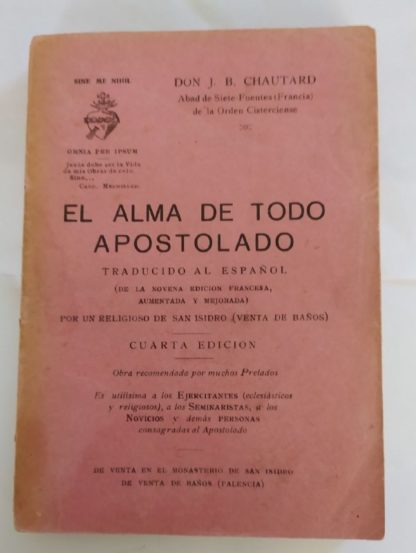 SINE ME NIHIL
OMNIA PER IPSUM
Jesús debe ser la Vida
de mis Obras de celo.
Sino...
CARD. MERMILLOD.
DON J. B. CHAUTARD
Abad de Siete Fuentes (Francia)
de la Orden Cisterciense
EL ALMA DE TODO
APOSTOLADO
TRADUCIDO AL ESPAÑOL
(DE LA NOVENA EDICION FRANCESA,
AUMENTADA Y MEJORADA)
POR UN RELIGIOSO DE SAN ISIDRO (VENTA DE BAÑOS)
CUARTA EDICION
Obra recomendada por muchos Prelados
Es utilísima a los EJERCITANTES (eclesiásticos
y religiosos), a los SEMINARISTAS, a los
NOVICIOS y demás PERSONAS
consagradas al Apostolado
DE VENTA EN EL MONASTERIO DE SAN ISIDRO
DE VENTA DE BAÑOS (PALENCIA)